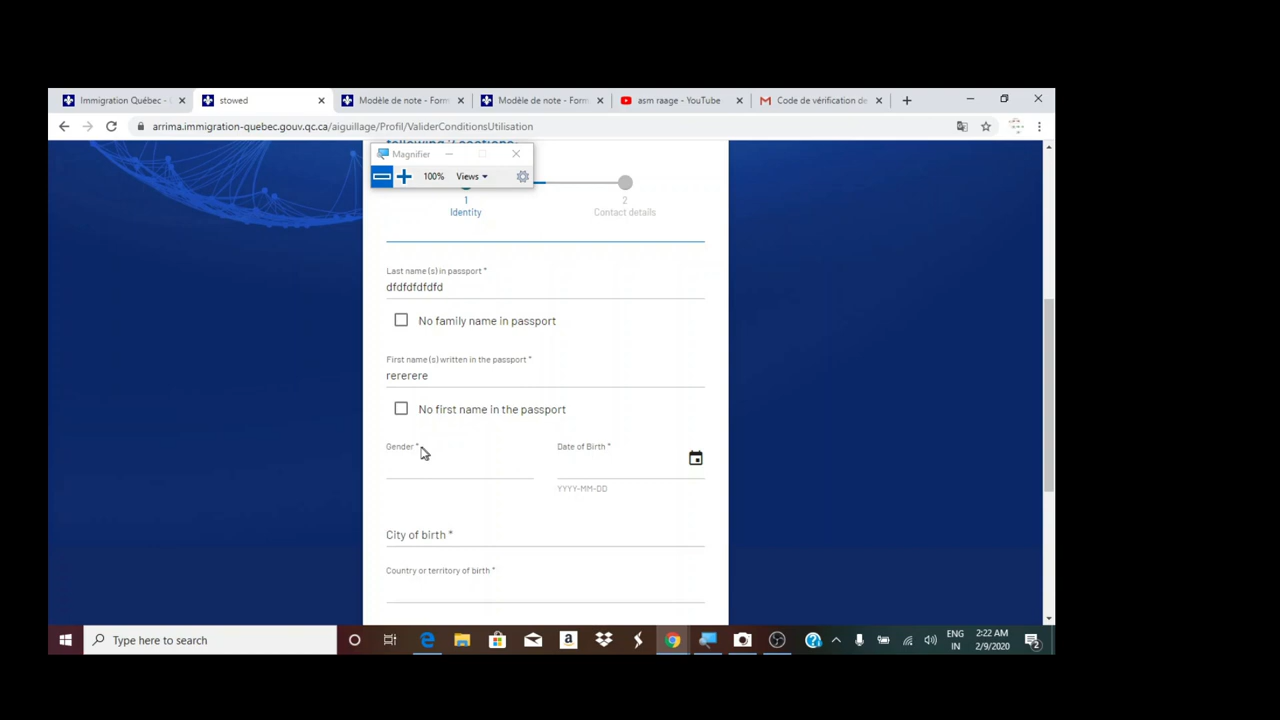 Immigration Québec - stowed Modèle de note - Form Modèle de note - Form asm raage - YouTube Code de vérification de
arrima.immigration-quebec.gouv.qc.ca/aiguillage/Profil/ValiderConditionsUtilisation
Magnifier
100% Views
1 2
Identity Contact details
Last name (s) in passport *
dfdfdfdfdfd
No family name in passport
First name (s) written in the passport *
rererere
No first name in the passport
Gender * Date of Birth *
YYYY-MM-DD
City of birth *
Country or territory of birth *
Type here to search
ENG 2:22 AM
IN 2/9/2020 2